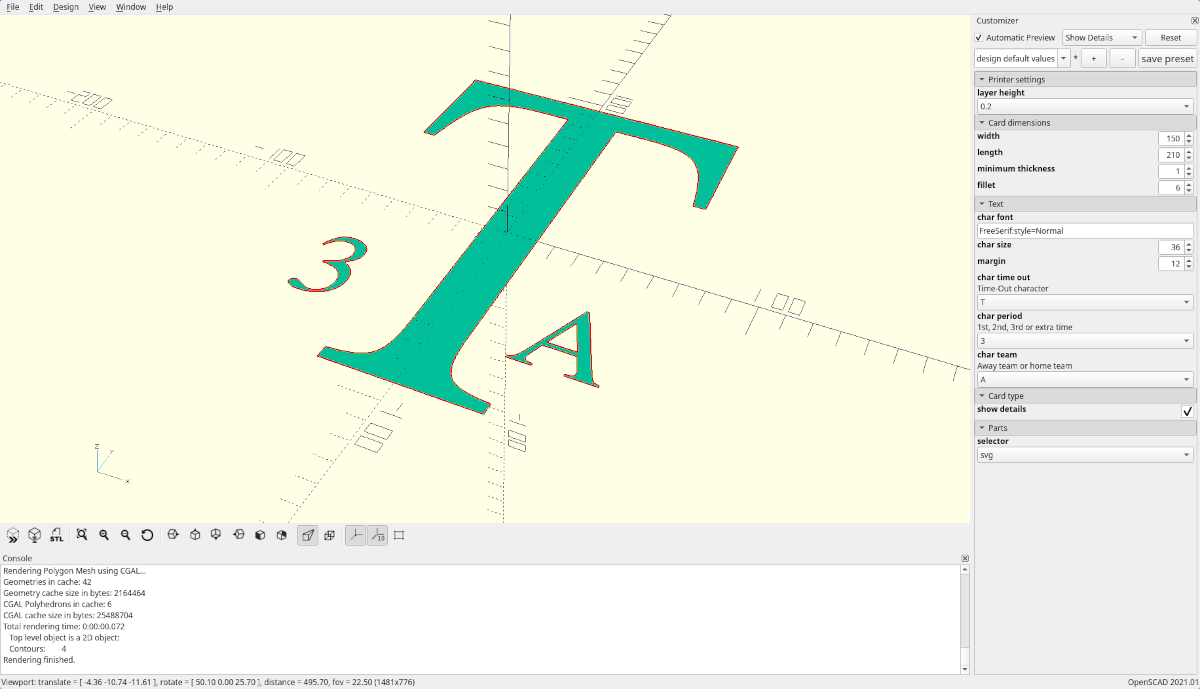 File Edit Design View Window Help
T
3
A
Z
Y
X
Console
Rendering Polygon Mesh using CGAL...
Geometries in cache: 42
Geometry cache size in bytes: 2164464
CGAL Polyhedrons in cache: 6
CGAL cache size in bytes: 25488704
Total rendering time: 0:00:00.072
Top level object is a 2D object:
Contours: 4
Rendering finished.
Viewport: translate = [ -4.36 -10.74 -11.61 ], rotate = [ 50.10 0.00 25.70 ], distance = 495.70, fov = 22.50 (1481x776)
OpenSCAD 2021.01
Customizer
Automatic Preview Show Details Reset
design default values * + - save preset
Printer settings
layer height
0.2
Card dimensions
width 150
length 210
minimum thickness 1
fillet 6
Text
char font
FreeSerif:style=Normal
char size 36
margin 12
char time out
Time-Out character
T
char period
1st, 2nd, 3rd or extra time
3
char team
Away team or home team
A
Card type
show details
Parts
selector
svg